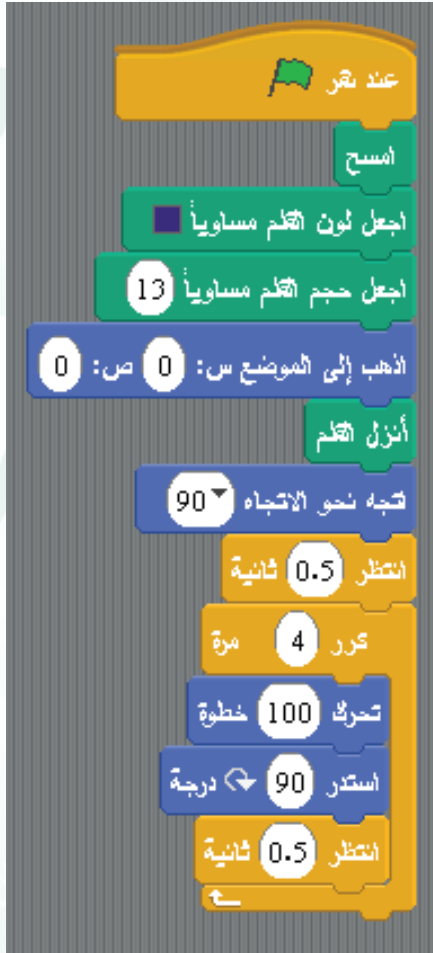 عند نقر
امسح
اجعل لون القلم مساوياً
اجعل حجم القلم مساوياً 13
اذهب إلى الموضع س: 0 ص: 0
أنزل القلم
اتجه نحو الاتجاه 90
انتظر 0.5 ثانية
كرر 4 مرة
تحرك 100 خطوة
استدر 90 درجة
انتظر 0.5 ثانية